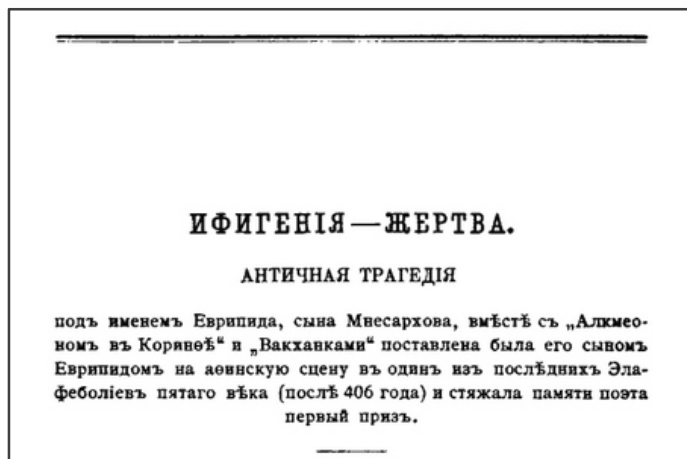 ИФИГЕНІЯ — ЖЕРТВА.
АНТИЧНАЯ ТРАГЕДІЯ
подъ именемъ Еврипида, сына Мнесархова, вмѣстѣ съ „Алкмео-
номъ въ Коринѳѣ“ и „Вакханками“ поставлена была его сыномъ
Еврипидомъ на аѳинскую сцену въ одинъ изъ послѣднихъ Эла-
феболіевъ пятаго вѣка (послѣ 406 года) и стяжала памяти поэта
первый призъ.